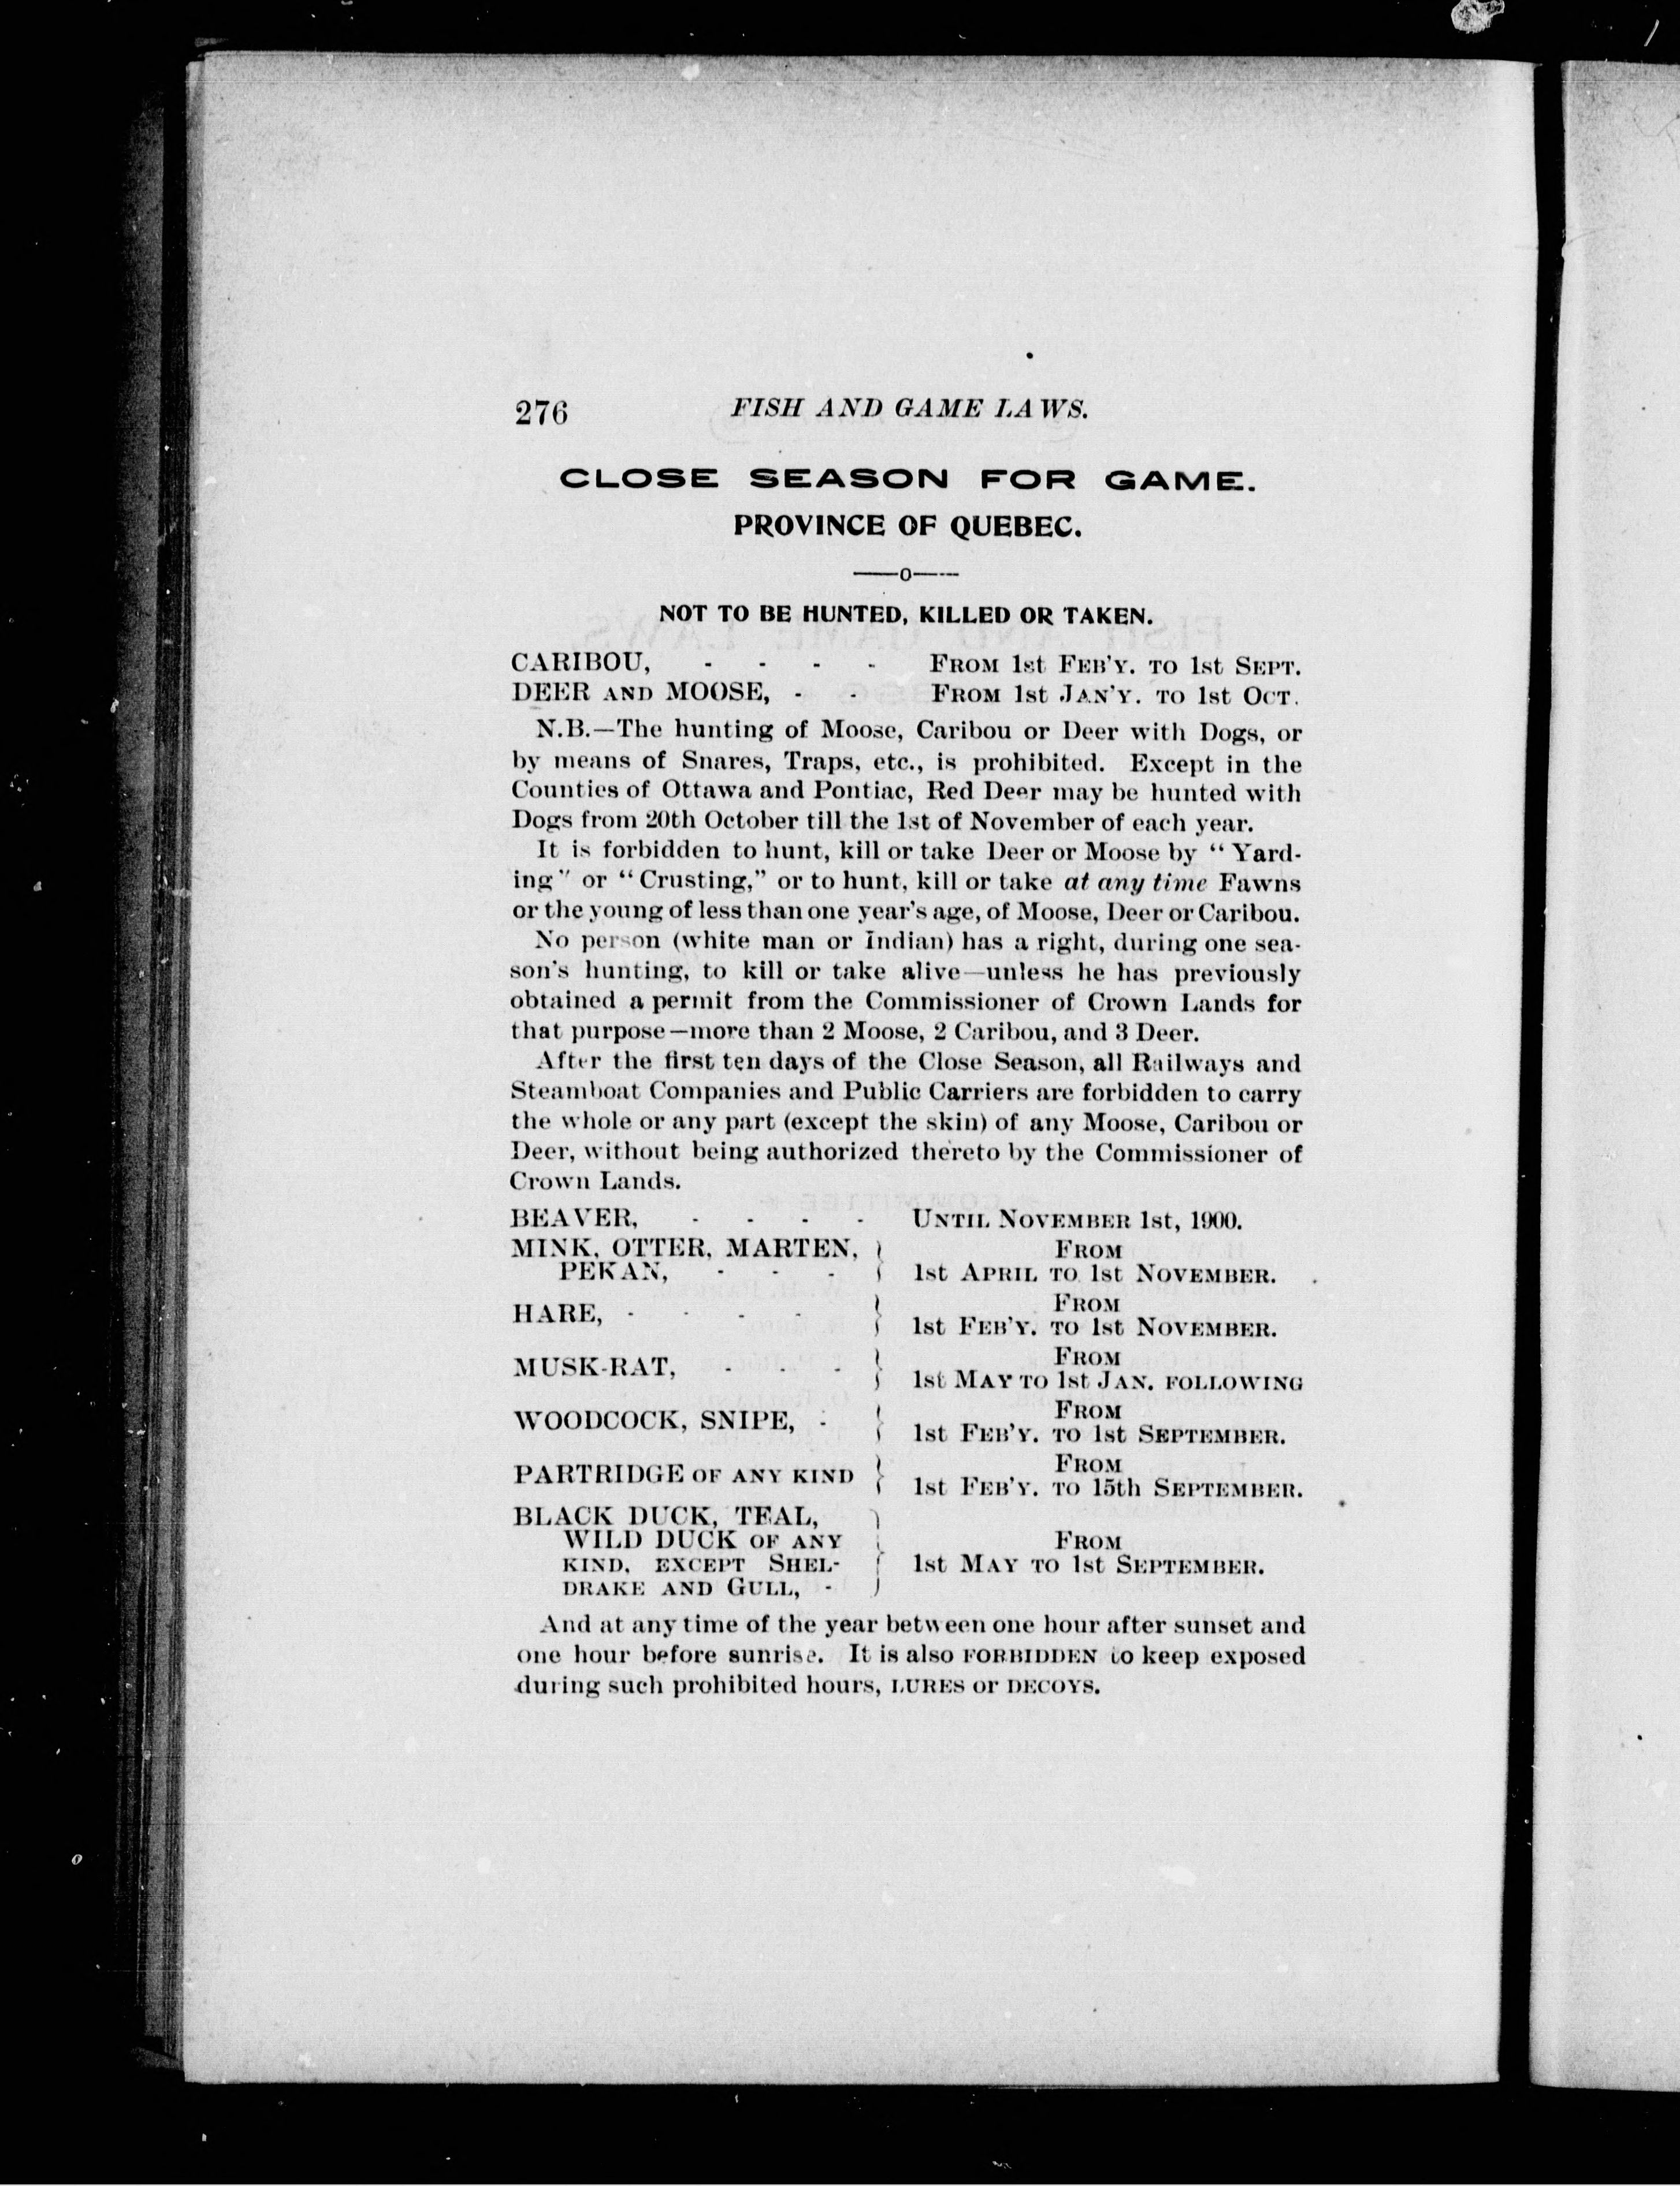 276 FISH AND GAME LAWS.
CLOSE SEASON FOR GAME.
PROVINCE OF QUEBEC.
——o——
NOT TO BE HUNTED, KILLED OR TAKEN.
CARIBOU, - - - - FROM 1st FEB'Y. TO 1st SEPT.
DEER AND MOOSE, - - FROM 1st JAN'Y. TO 1st OCT.
N.B.—The hunting of Moose, Caribou or Deer with Dogs, or
by means of Snares, Traps, etc., is prohibited. Except in the
Counties of Ottawa and Pontiac, Red Deer may be hunted with
Dogs from 20th October till the 1st of November of each year.
It is forbidden to hunt, kill or take Deer or Moose by "Yard-
ing" or "Crusting," or to hunt, kill or take at any time Fawns
or the young of less than one year's age, of Moose, Deer or Caribou.
No person (white man or Indian) has a right, during one sea-
son's hunting, to kill or take alive—unless he has previously
obtained a permit from the Commissioner of Crown Lands for
that purpose—more than 2 Moose, 2 Caribou, and 3 Deer.
After the first ten days of the Close Season, all Railways and
Steamboat Companies and Public Carriers are forbidden to carry
the whole or any part (except the skin) of any Moose, Caribou or
Deer, without being authorized thereto by the Commissioner of
Crown Lands.
BEAVER, - - - - UNTIL NOVEMBER 1st, 1900.
MINK, OTTER, MARTEN, } FROM
PEKAN, - - - 1st APRIL TO 1st NOVEMBER.
HARE, - - - - } FROM
1st FEB'Y. TO 1st NOVEMBER.
MUSK-RAT, - - - } FROM
1st MAY TO 1st JAN. FOLLOWING
WOODCOCK, SNIPE, - } FROM
1st FEB'Y. TO 1st SEPTEMBER.
PARTRIDGE OF ANY KIND } FROM
1st FEB'Y. TO 15th SEPTEMBER.
BLACK DUCK, TEAL,
WILD DUCK OF ANY } FROM
KIND, EXCEPT SHEL- 1st MAY TO 1st SEPTEMBER.
DRAKE AND GULL, -
And at any time of the year between one hour after sunset and
one hour before sunrise. It is also FORBIDDEN to keep exposed
during such prohibited hours, LURES or DECOYS.